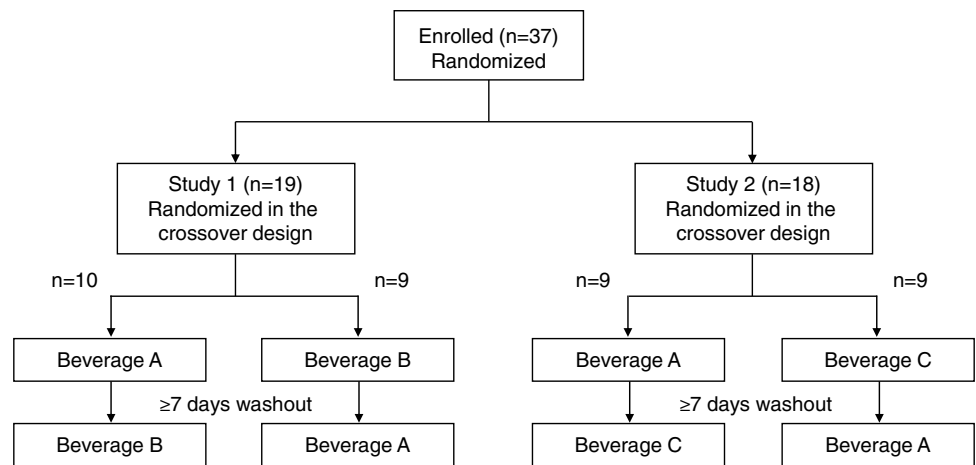 Enrolled (n=37)
Randomized
Study 1 (n=19)
Randomized in the
crossover design
Study 2 (n=18)
Randomized in the
crossover design
n=10
n=9
n=9
n=9
Beverage A
Beverage B
Beverage A
Beverage C
≥7 days washout
≥7 days washout
Beverage B
Beverage A
Beverage C
Beverage A